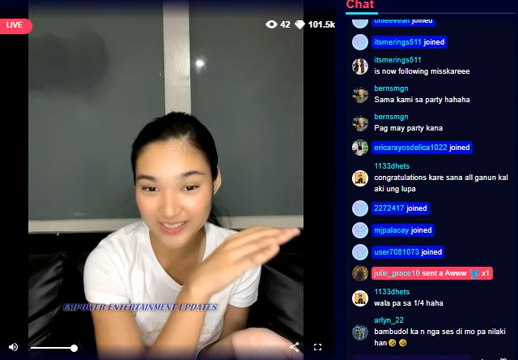 LIVE
42
101.5k
EMPOWER ENTERTAINMENT UPDATES
Chat
joined
itsmerings511 joined
itsmerings511
is now following misskareee
bernsmgn
Sama kami sa party hahaha
bernsmgn
Pag may party kana
ericarayosdelica1022 joined
1133dhets
congratulations kare sana all ganun kal
aki ung lupa
2272417 joined
mjpalacay joined
user7081073 joined
julie_grace16 sent a Awww x1
1133dhets
wala pa sa 1/4 haha
arlyn_22
bambudol ka n nga ses di mo pa nilaki
han